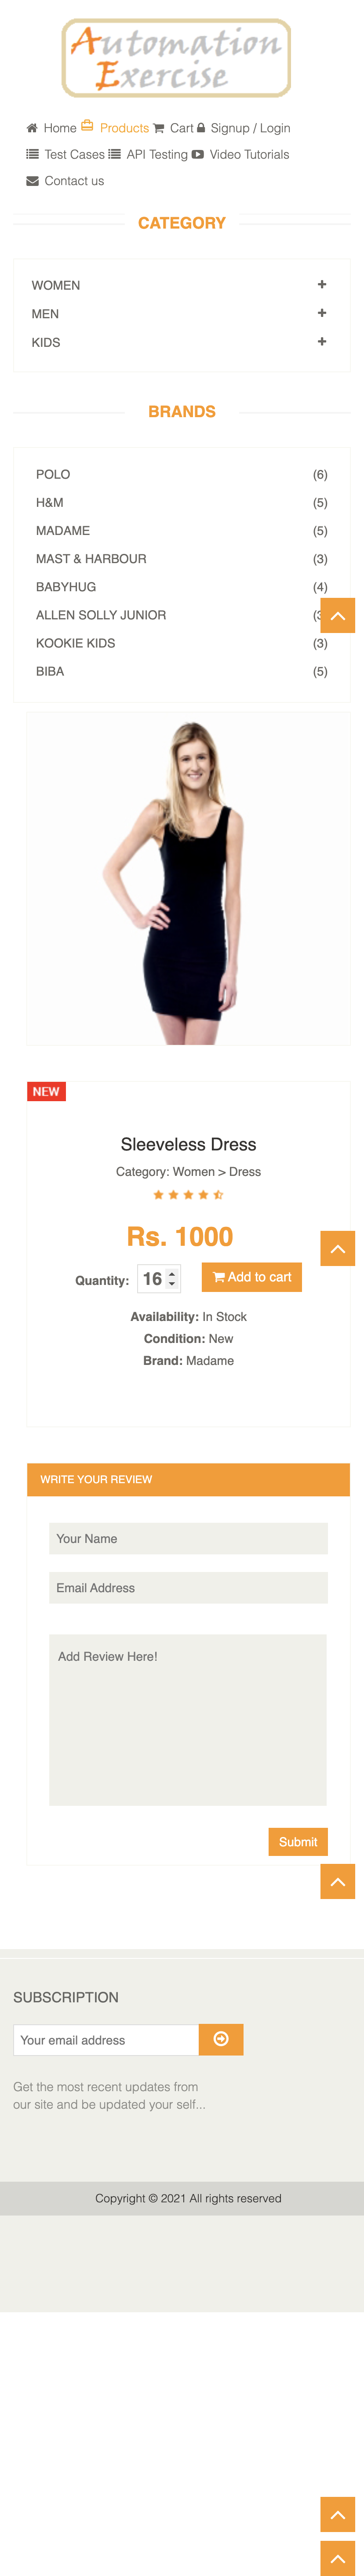 Automation
Exercise
Home Products Cart Signup / Login
Test Cases API Testing Video Tutorials
Contact us
CATEGORY
WOMEN
MEN
KIDS
BRANDS
POLO (6)
H&M (5)
MADAME (5)
MAST & HARBOUR (3)
BABYHUG (4)
ALLEN SOLLY JUNIOR
KOOKIE KIDS (3)
BIBA (5)
NEW
Sleeveless Dress
Category: Women > Dress
Rs. 1000
Quantity: 16 Add to cart
Availability: In Stock
Condition: New
Brand: Madame
WRITE YOUR REVIEW
Your Name
Email Address
Add Review Here!
Submit
SUBSCRIPTION
Your email address
Get the most recent updates from
our site and be updated your self...
Copyright © 2021 All rights reserved